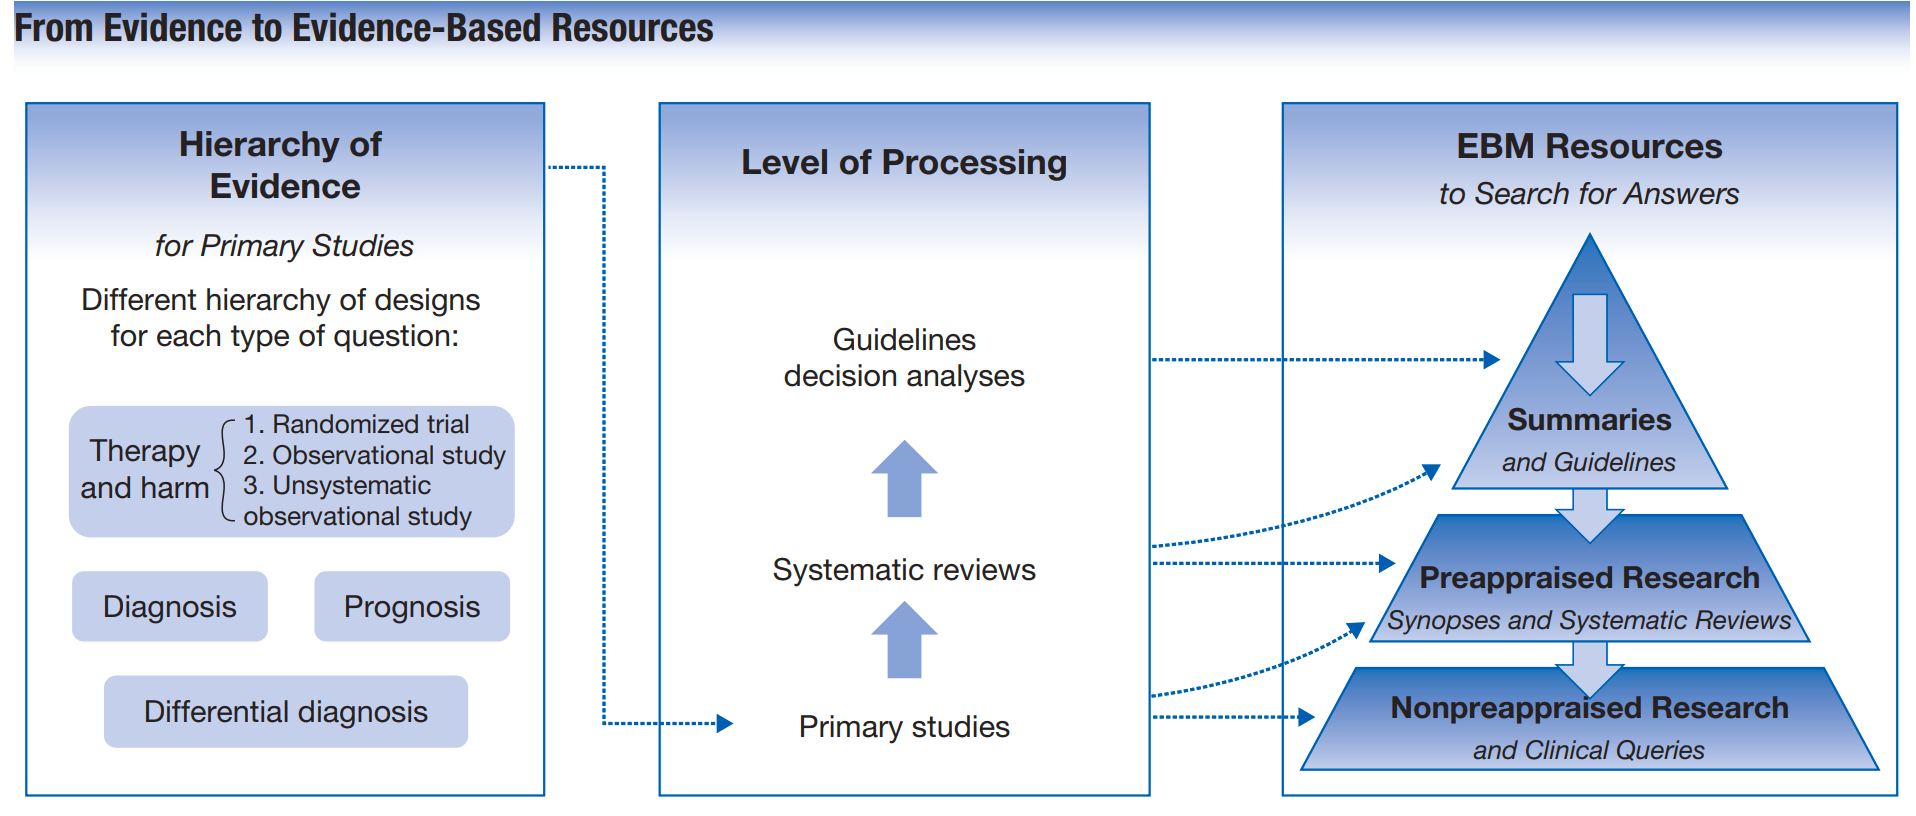 From Evidence to Evidence-Based Resources
Hierarchy of
Evidence
for Primary Studies
Different hierarchy of designs
for each type of question:
Therapy
and harm
1. Randomized trial
2. Observational study
3. Unsystematic
observational study
Diagnosis
Prognosis
Differential diagnosis
Level of Processing
Guidelines
decision analyses
Systematic reviews
Primary studies
EBM Resources
to Search for Answers
Summaries
and Guidelines
Preappraised Research
Synopses and Systematic Reviews
Nonpreappraised Research
and Clinical Queries